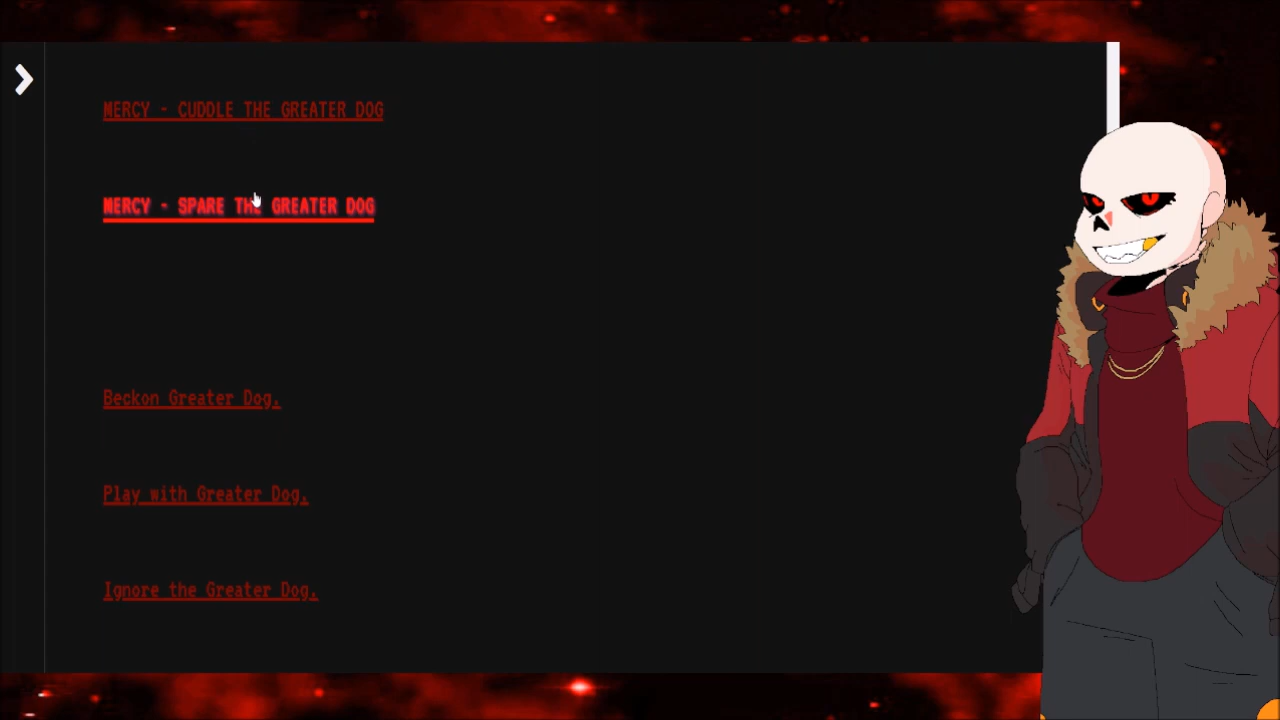 MERCY - CUDDLE THE GREATER DOG
MERCY - SPARE THE GREATER DOG
Beckon Greater Dog.
Play with Greater Dog.
Ignore the Greater Dog.